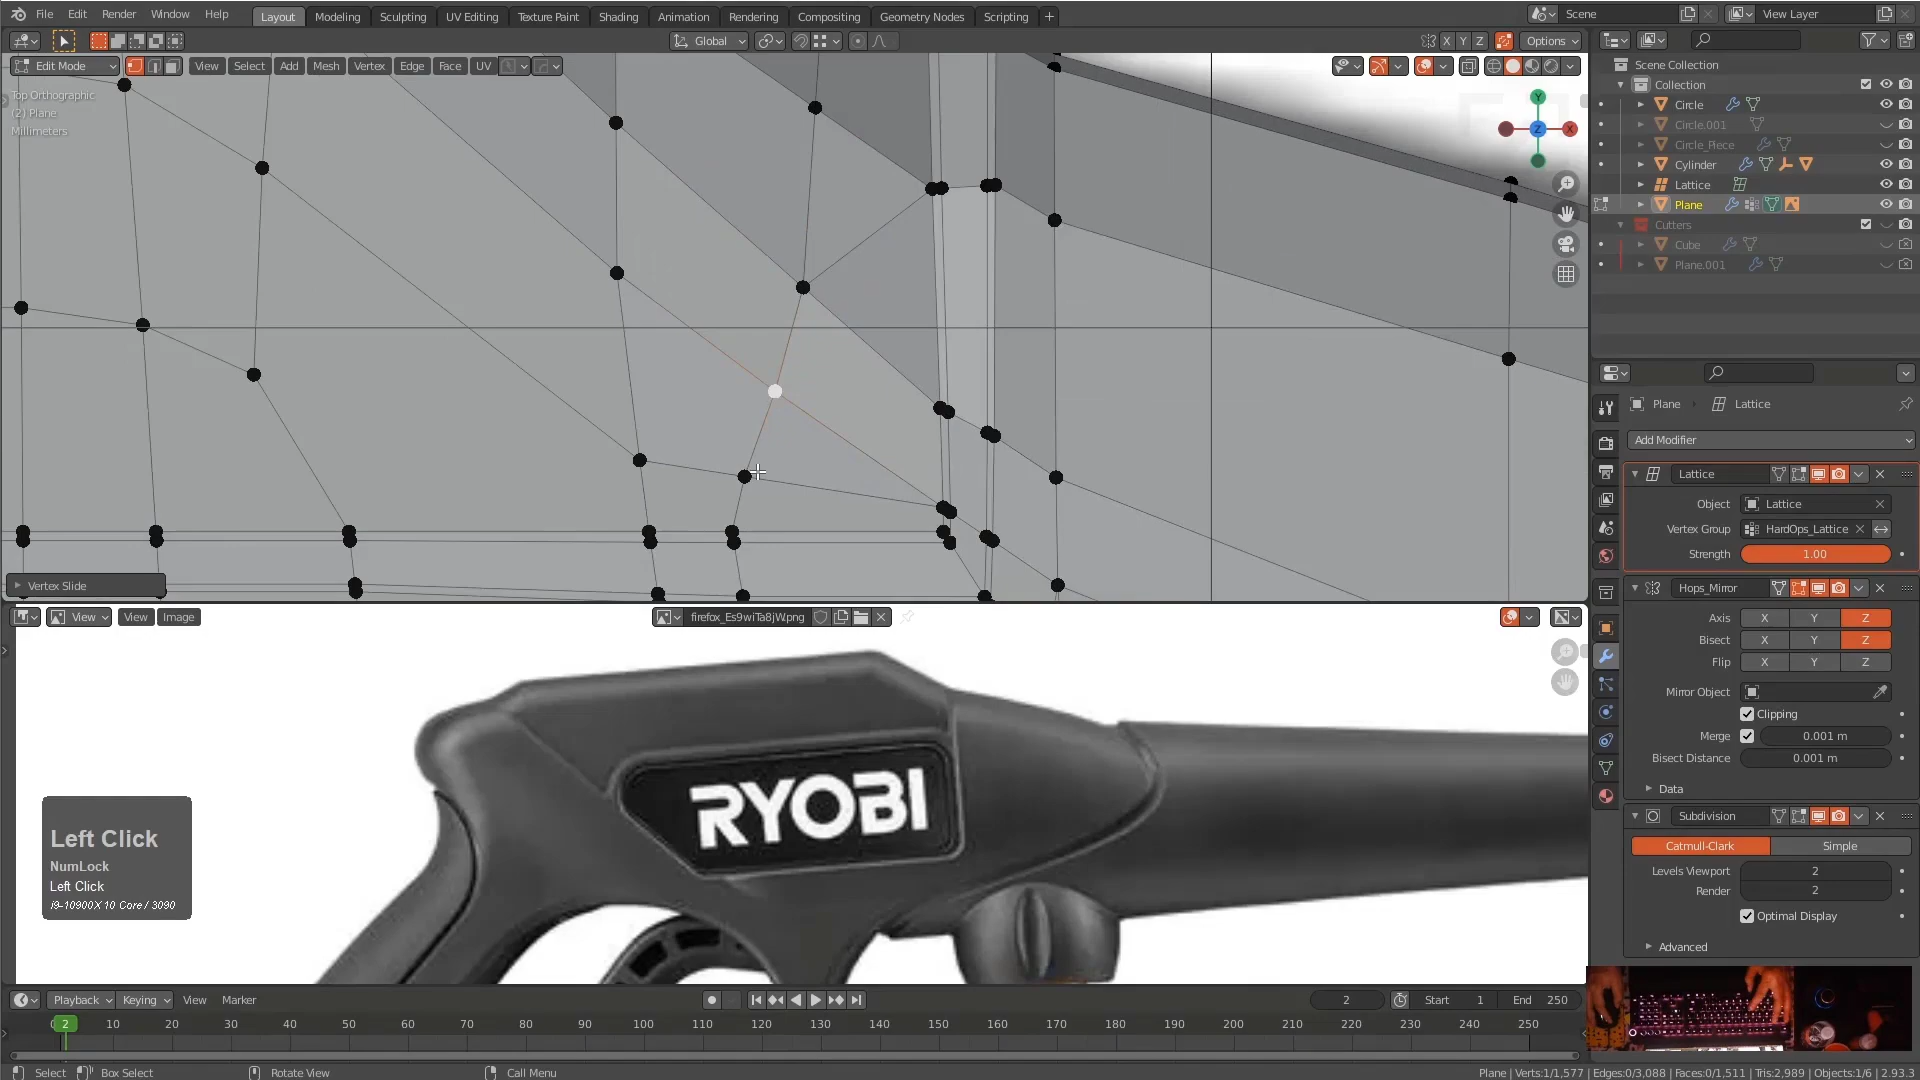 File Edit Render Window Help Layout Modeling Sculpting UV Editing Texture Paint Shading Animation Rendering Compositing Geometry Nodes Scripting + Scene View Layer
Global X Y Z Options
Edit Mode View Select Add Mesh Vertex Edge Face UV
Top Orthographic
(2) Plane
Millimeters
Y
Z X
Vertex Slide
Scene Collection
Collection
Circle
Circle.001
Circle_Piece
Cylinder
Lattice
Plane
Cutters
Cube
Plane.001
Plane Lattice
Add Modifier
Lattice
Object Lattice
Vertex Group HardOps_Lattice
Strength 1.00
Hops_Mirror
Axis X Y Z
Bisect X Y Z
Flip X Y Z
Mirror Object
Clipping
Merge 0.001 m
Bisect Distance 0.001 m
Data
Subdivision
Catmull-Clark Simple
Levels Viewport 2
Render 2
Optimal Display
Advanced
View View Image firefox_Es9wiTa8jW.png
RYOBI
Left Click
NumLock
Left Click
i9-10900X 10 Core / 3090
Playback Keying View Marker 2 Start 1 End 250
2 10 20 30 40 50 60 70 80 90 100 110 120 130 140 150 160 170 180 190 200 210 220 230 240 250
Select Box Select Rotate View Call Menu Plane | Verts:1/1,577 | Edges:0/3,088 | Faces:0/1,511 | Tris:2,989 | Objects:1/6 | 2.93.3